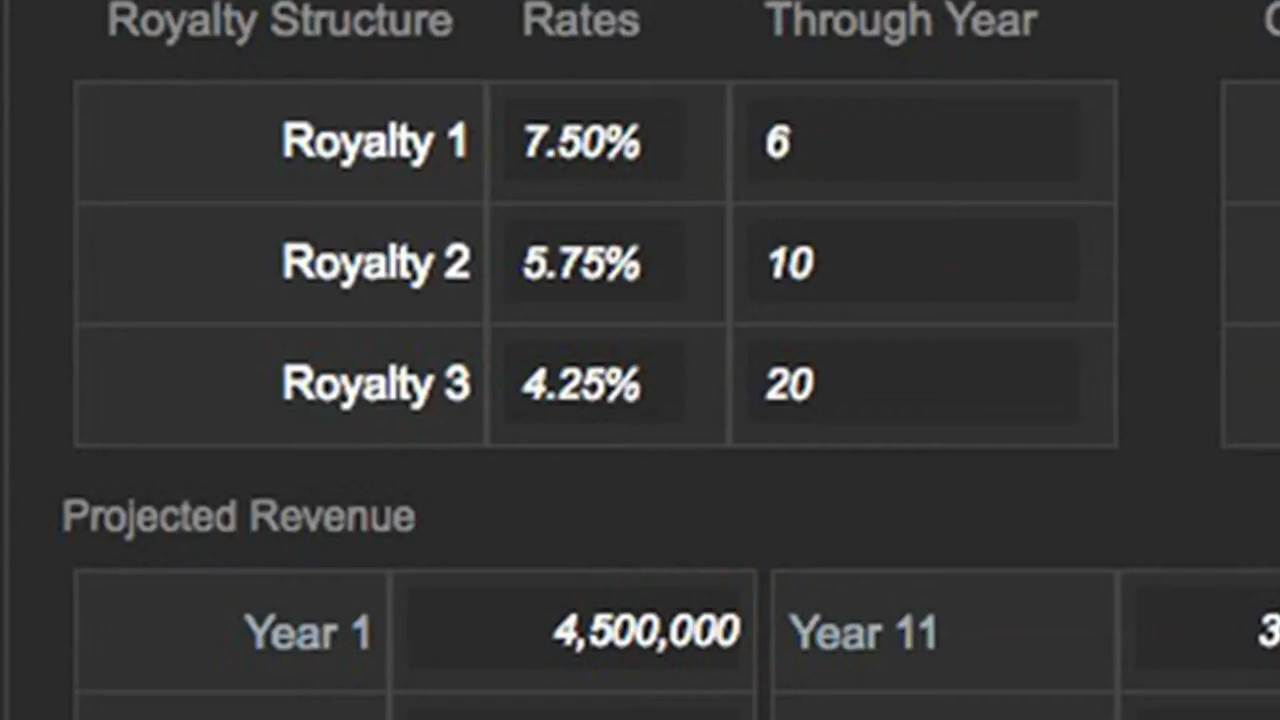 Royalty Structure Rates Through Year
Royalty 1 7.50% 6
Royalty 2 5.75% 10
Royalty 3 4.25% 20
Projected Revenue
Year 1 4,500,000 Year 11